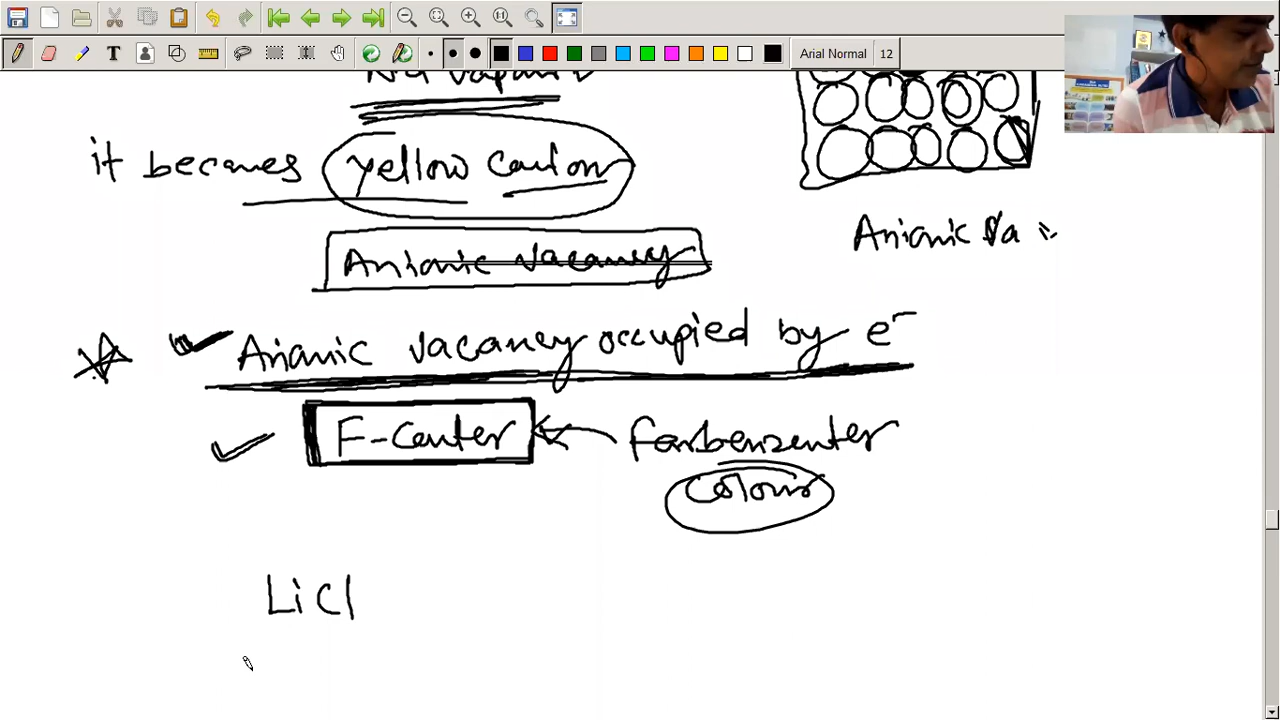 Arial Normal 12
it becomes yellow colour
Anionic vacancy
Anionic Va
Anionic vacancy occupied by e⁻
F-Center Farbenzenter
Colour
LiCl